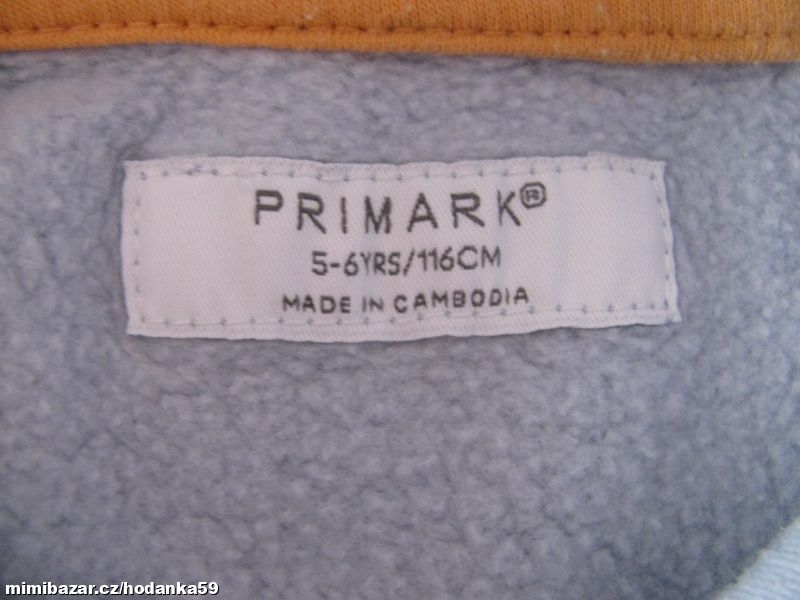 PRIMARK®
5-6YRS/116CM
MADE IN CAMBODIA
mimibazar.cz/hodanka59